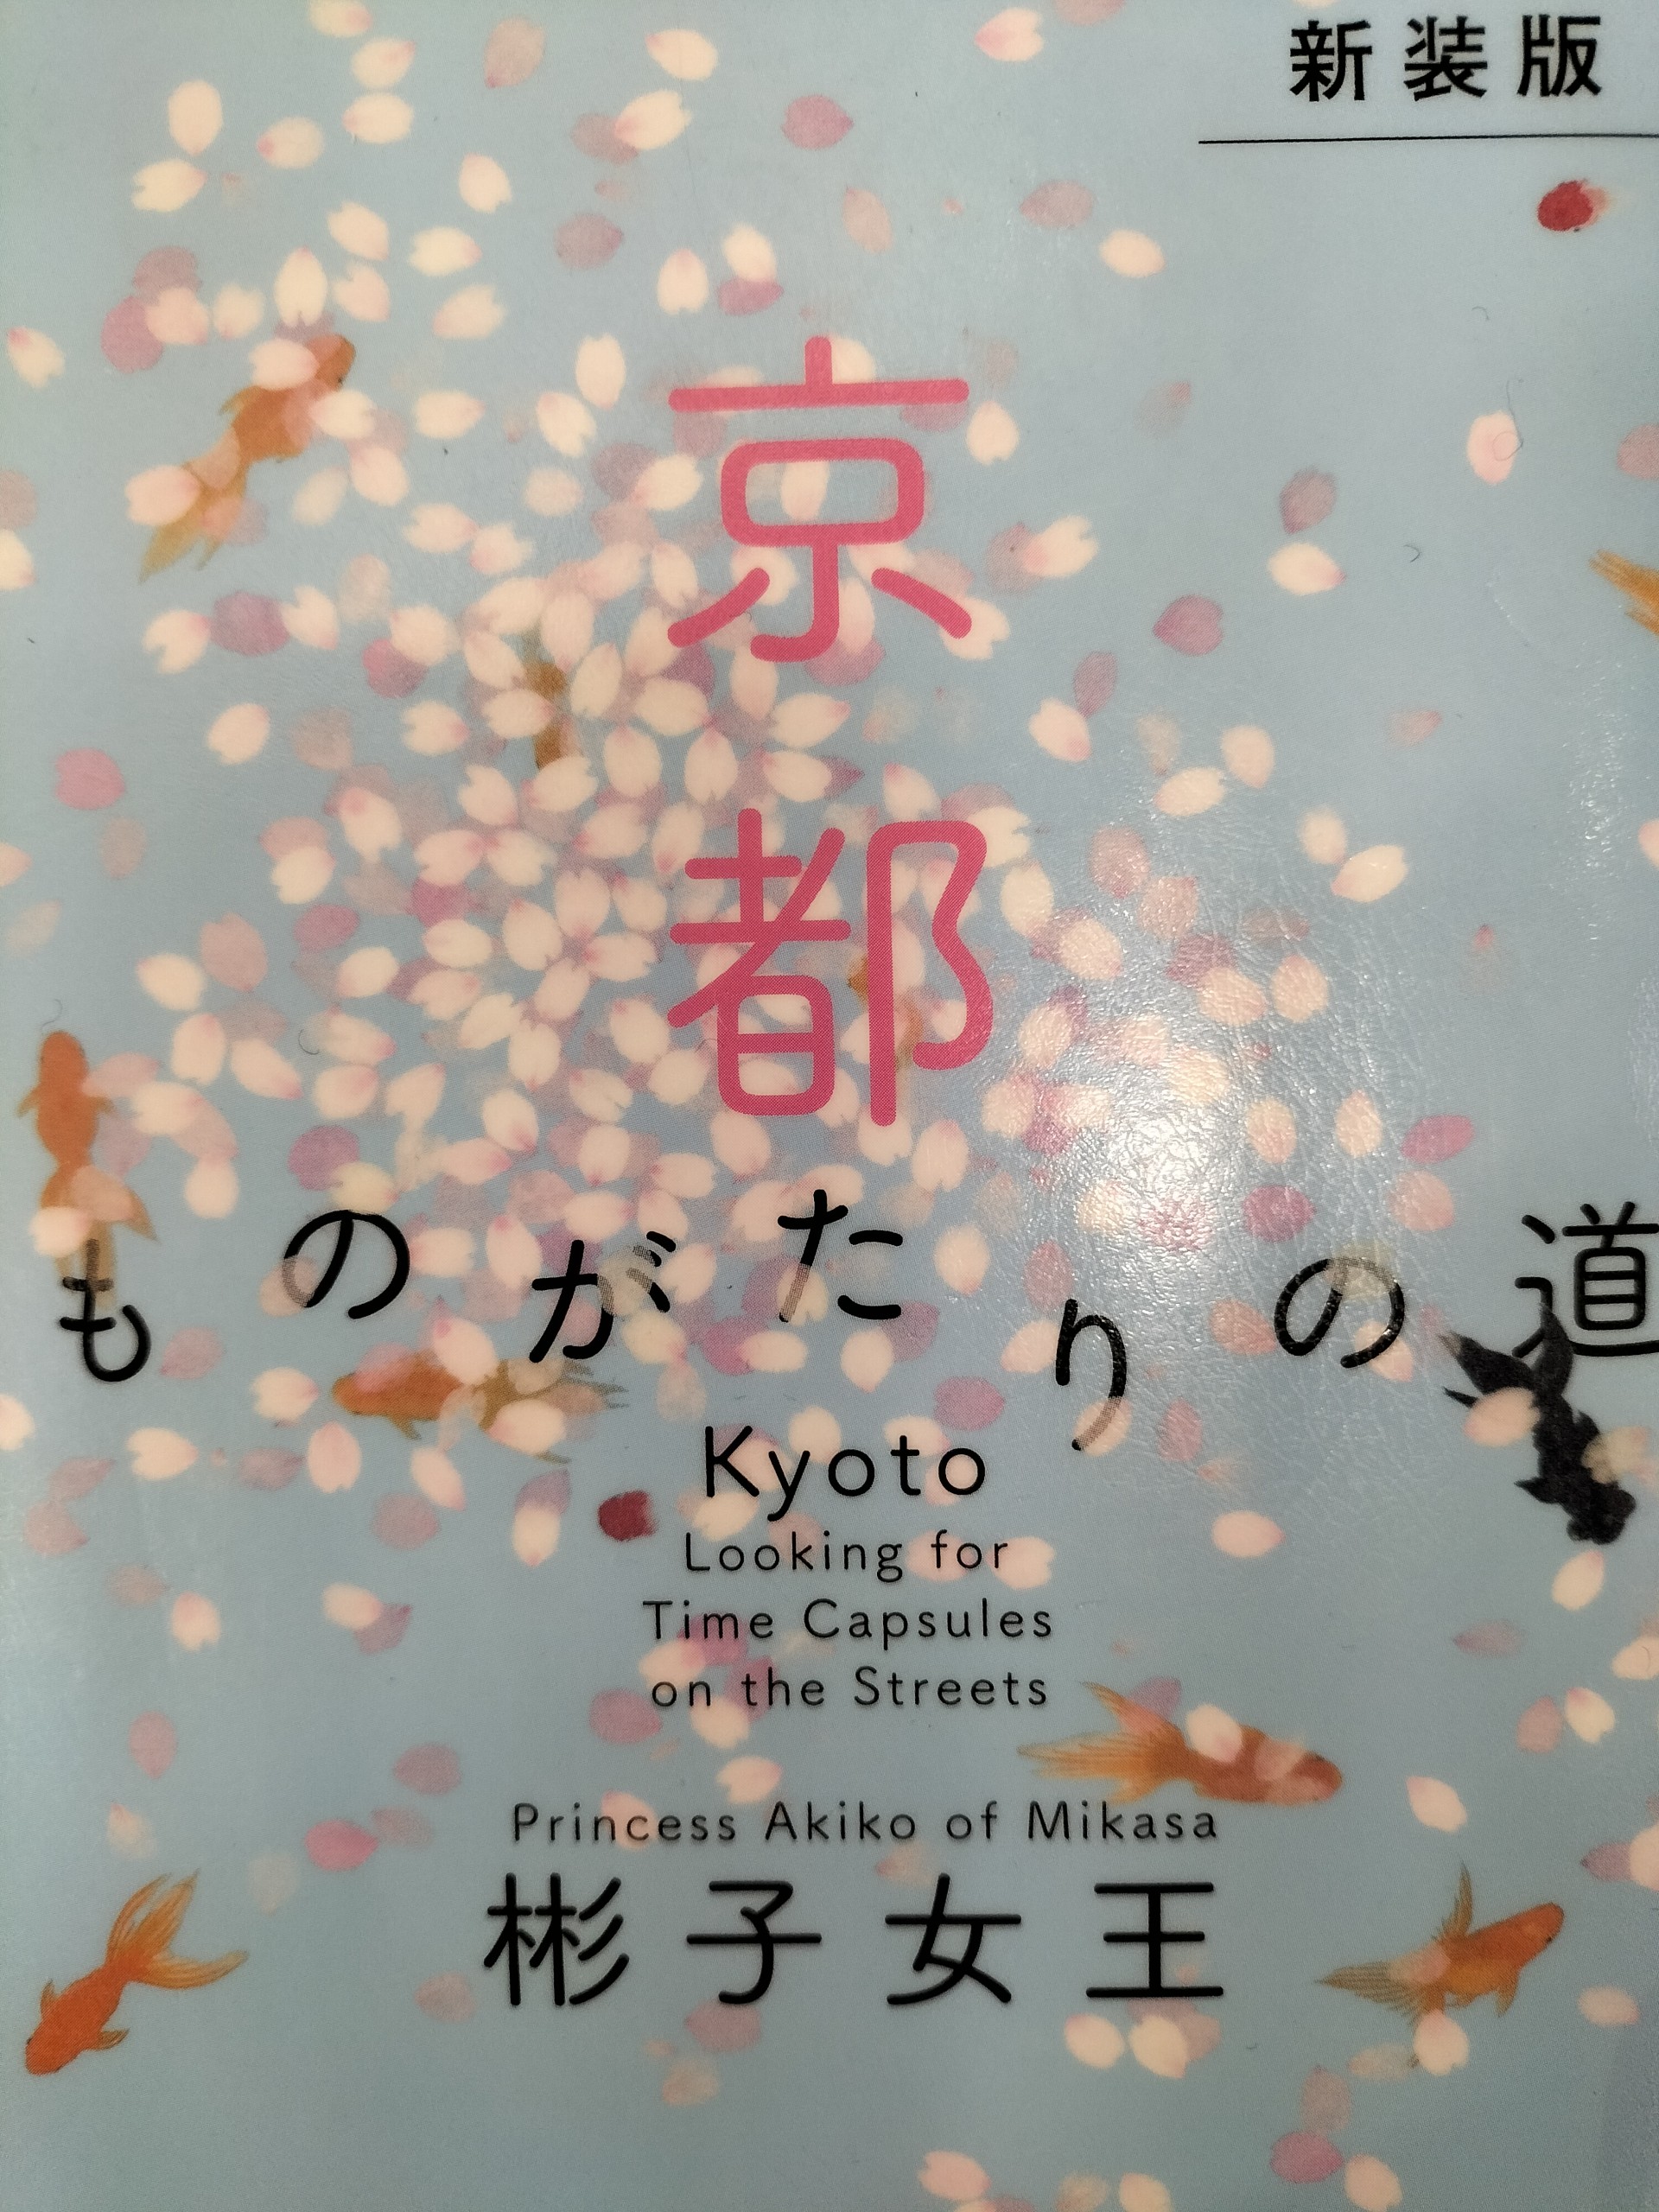 新装版
京都
ものがたりの道
Kyoto
Looking for
Time Capsules
on the Streets
Princess Akiko of Mikasa
彬子女王